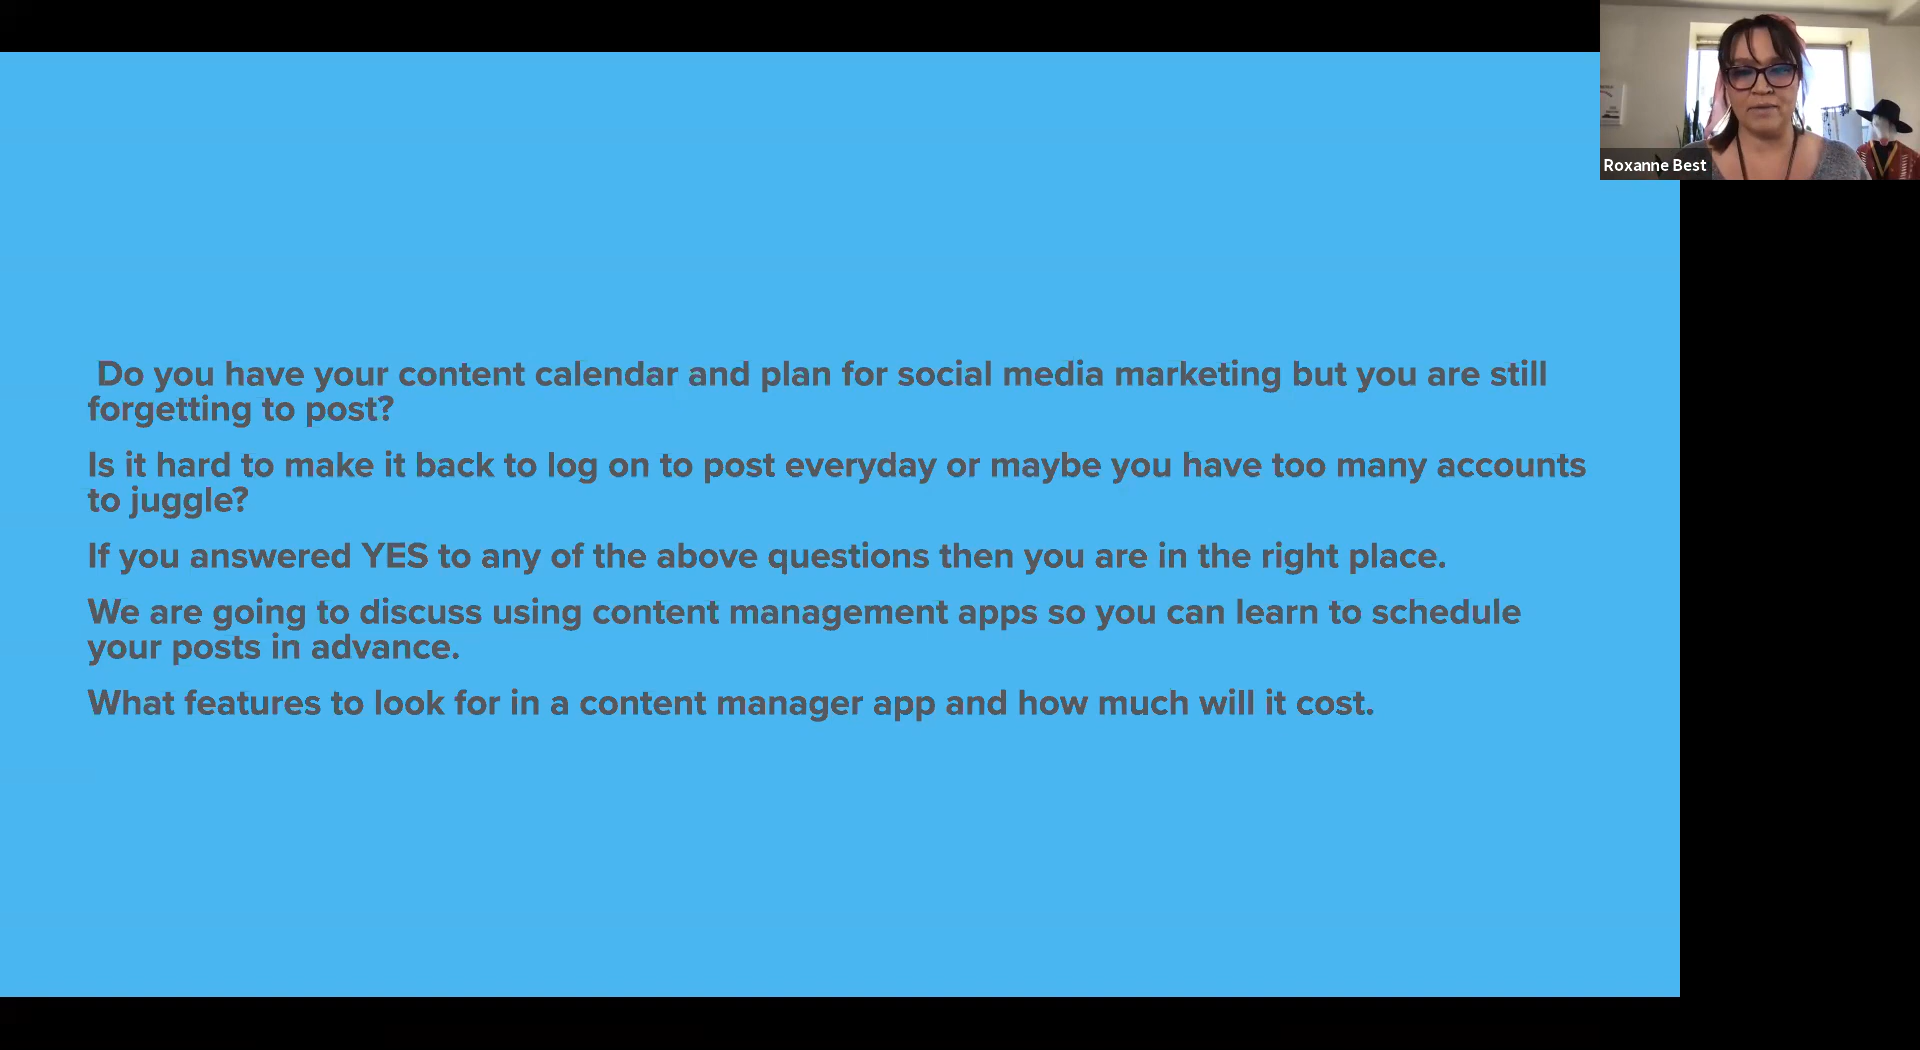 Do you have your content calendar and plan for social media marketing but you are still
forgetting to post?
Is it hard to make it back to log on to post everyday or maybe you have too many accounts
to juggle?
If you answered YES to any of the above questions then you are in the right place.
We are going to discuss using content management apps so you can learn to schedule
your posts in advance.
What features to look for in a content manager app and how much will it cost.
Roxanne Best